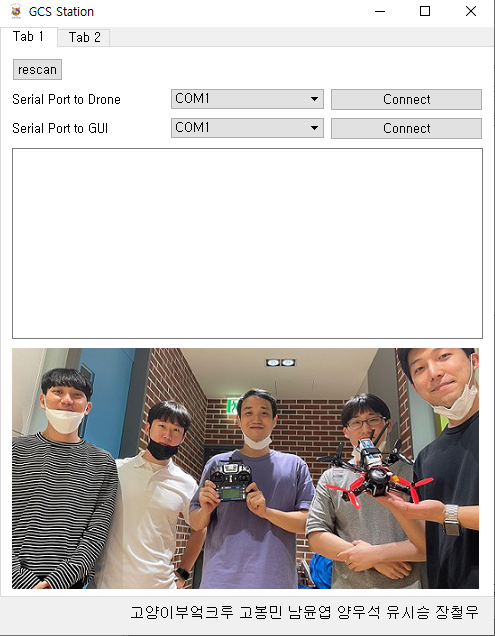 GCS Station
Tab 1 Tab 2
rescan
Serial Port to Drone COM1 Connect
Serial Port to GUI COM1 Connect
고양이부엌크루 고봉민 남윤엽 양우석 유시승 장철우